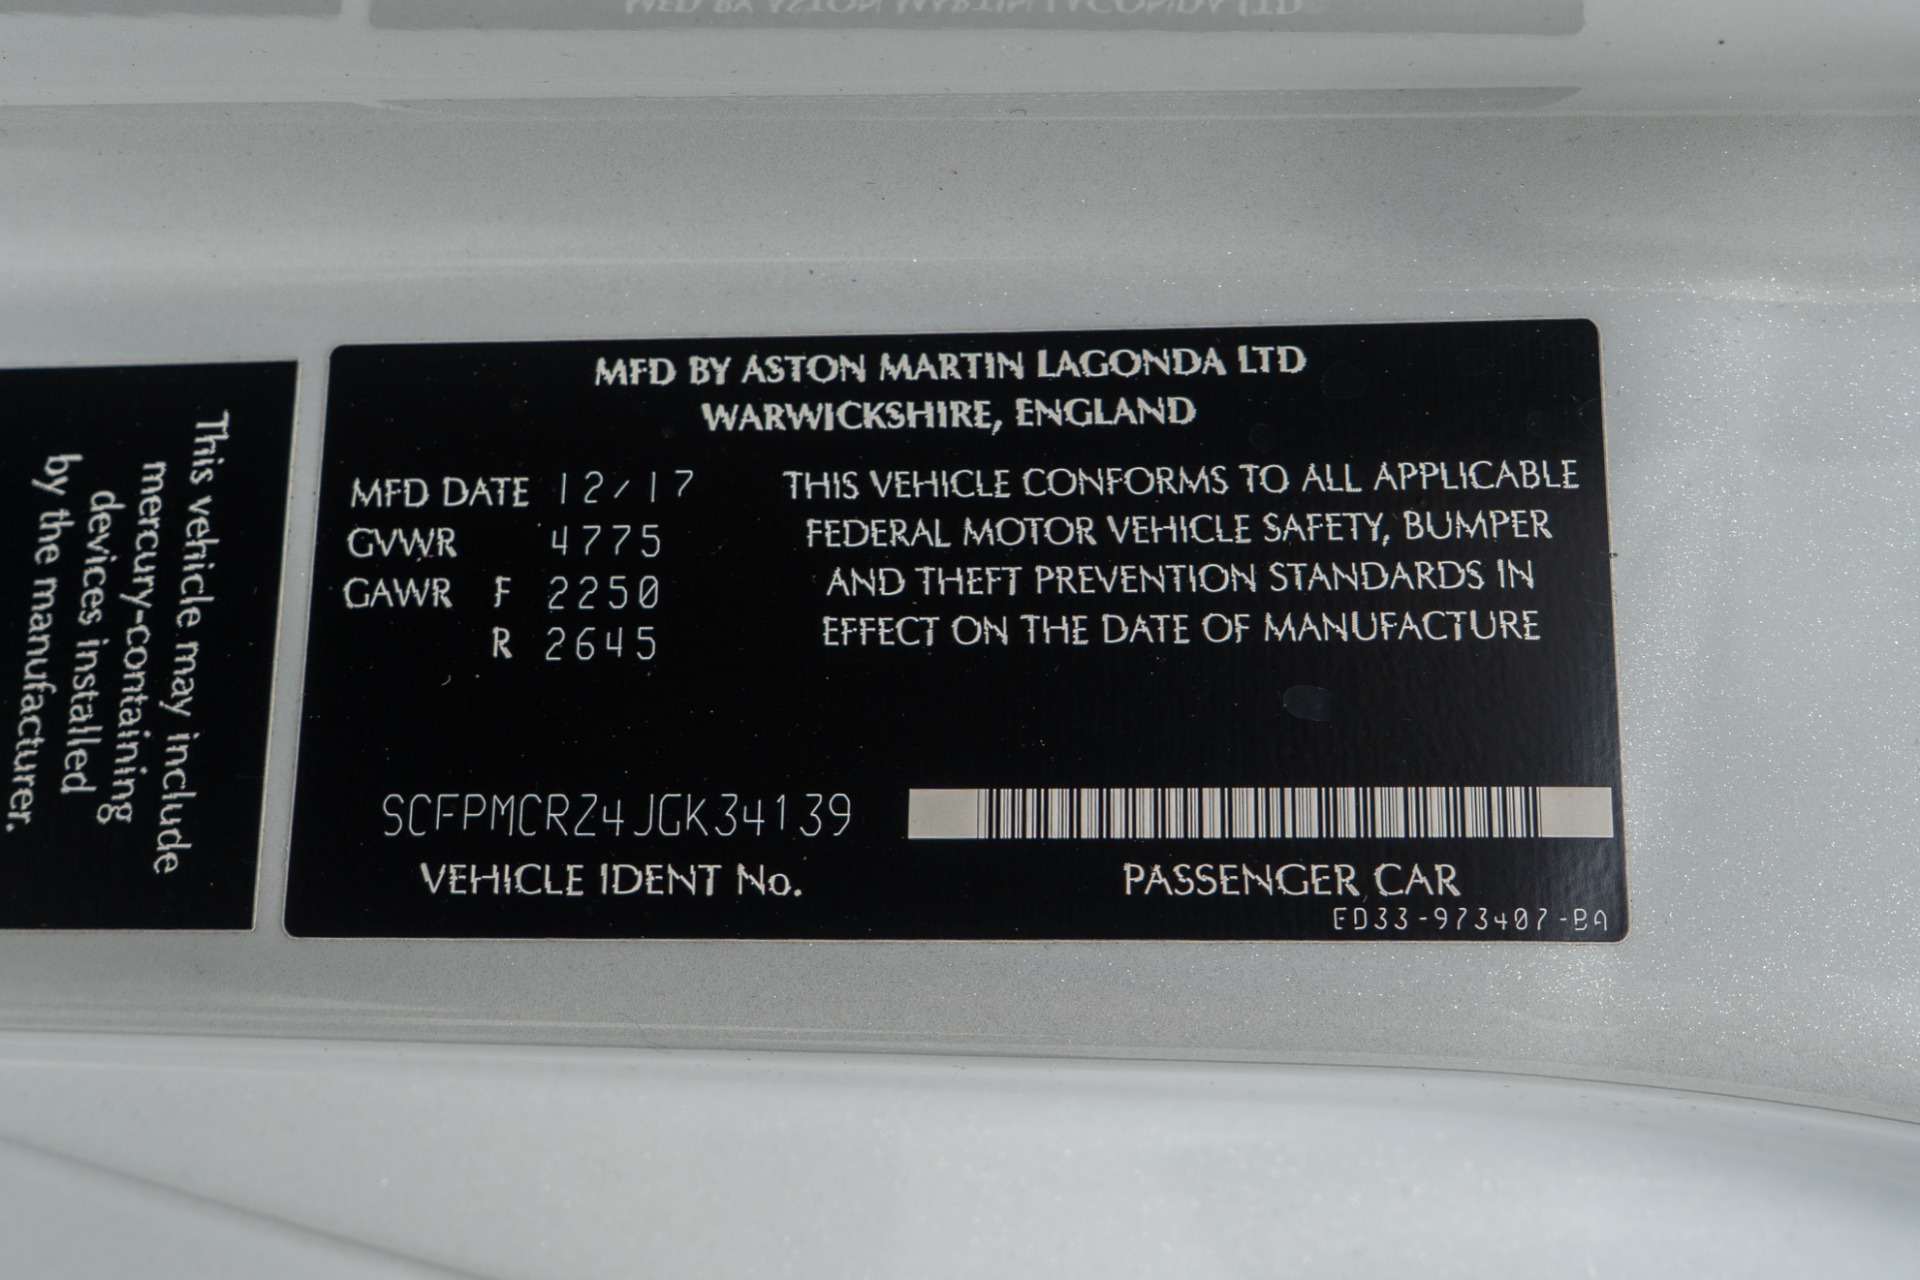 MFD BY ASTON MARTIN LAGONDA LTD
WARWICKSHIRE, ENGLAND
MFD DATE 12/17
GVWR 4775
GAWR F 2250
R 2645
THIS VEHICLE CONFORMS TO ALL APPLICABLE
FEDERAL MOTOR VEHICLE SAFETY, BUMPER
AND THEFT PREVENTION STANDARDS IN
EFFECT ON THE DATE OF MANUFACTURE
SCFPMCRZ4JGK34139
VEHICLE IDENT No.
PASSENGER CAR
ED33-973407-BA
This vehicle may include
mercury-containing
devices installed
by the manufacturer.